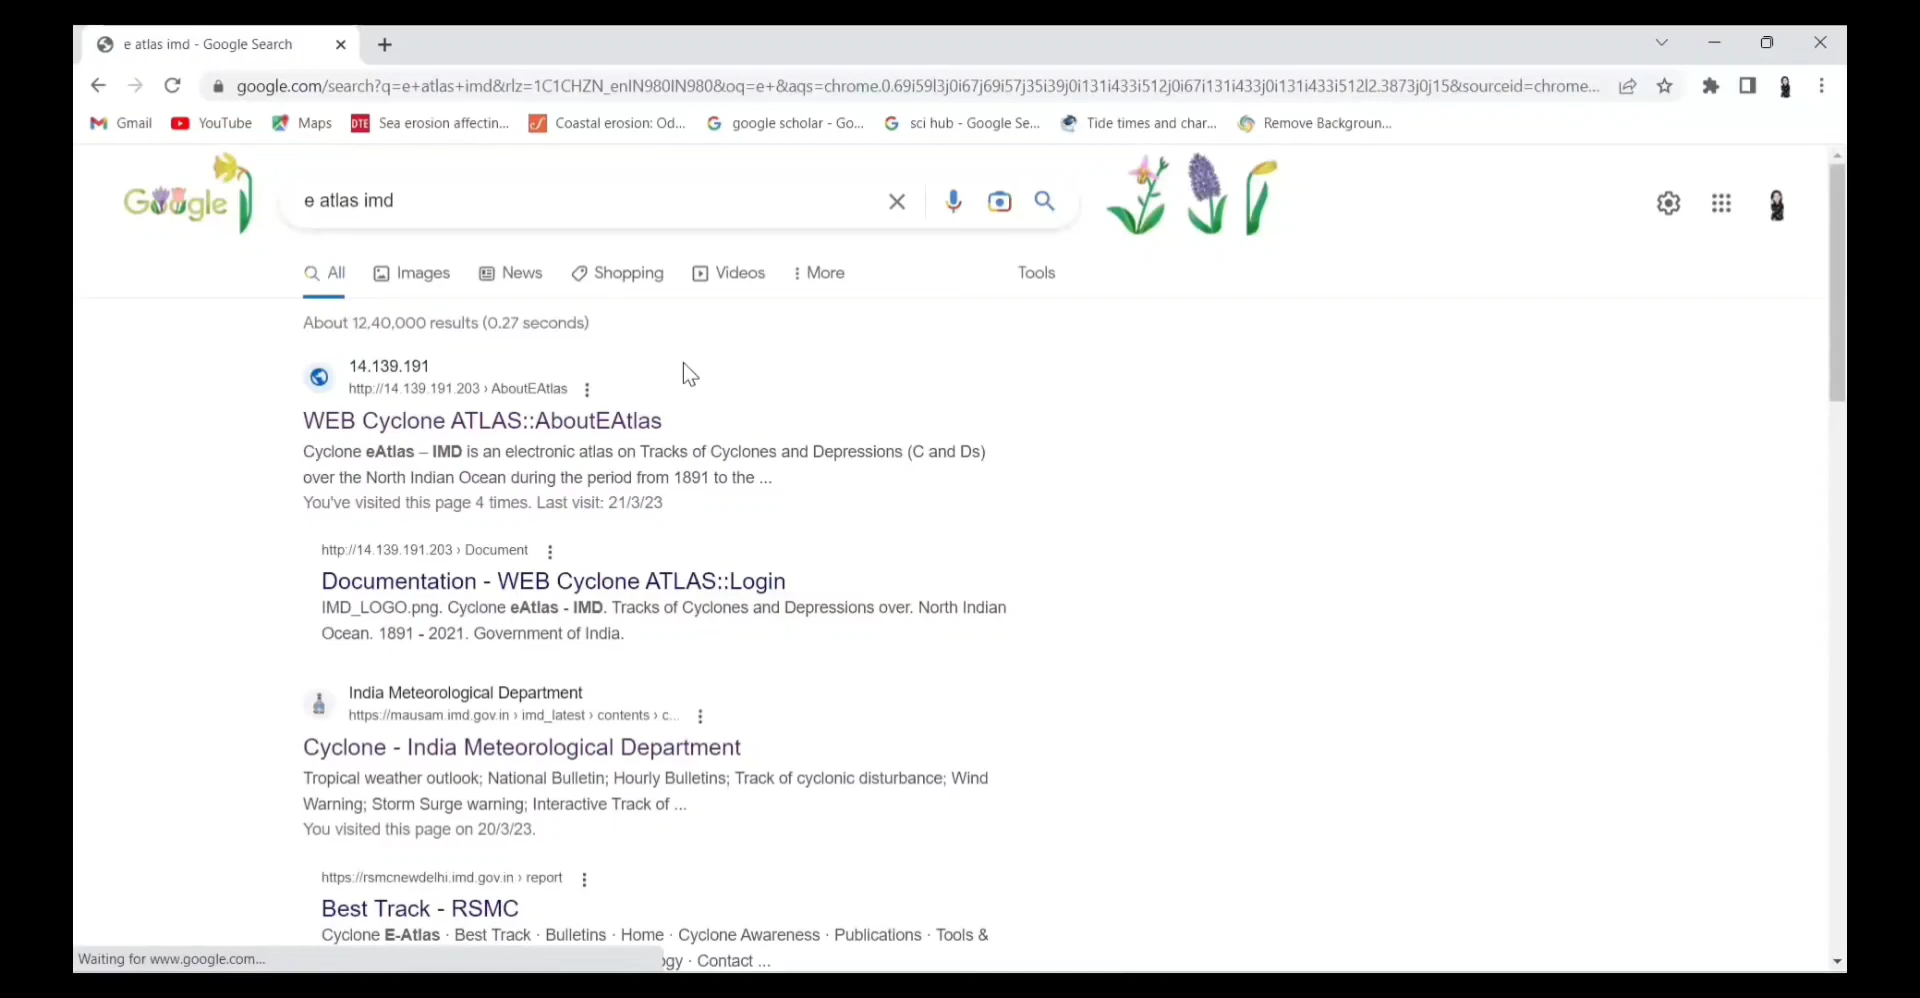 e atlas imd - Google Search
google.com/search?q=e+atlas+imd&rlz=1C1CHZN_enIN980IN980&oq=e+&aqs=chrome.0.69i59l3j0i67j69i57j35i39j0i131i433i512j0i67i131i433j0i131i433i512l2.3873j0j15&sourceid=chrome...
Gmail YouTube Maps DTE Sea erosion affectin... Coastal erosion: Od... google scholar - Go... sci hub - Google Se... Tide times and char... Remove Backgroun...
Google e atlas imd
All Images News Shopping Videos More Tools
About 12,40,000 results (0.27 seconds)
14.139.191
http://14.139.191.203 › AboutEAtlas
WEB Cyclone ATLAS::AboutEAtlas
Cyclone eAtlas – IMD is an electronic atlas on Tracks of Cyclones and Depressions (C and Ds)
over the North Indian Ocean during the period from 1891 to the ...
You've visited this page 4 times. Last visit: 21/3/23
http://14.139.191.203 › Document
Documentation - WEB Cyclone ATLAS::Login
IMD_LOGO.png. Cyclone eAtlas - IMD. Tracks of Cyclones and Depressions over. North Indian
Ocean. 1891 - 2021. Government of India.
India Meteorological Department
https://mausam.imd.gov.in › imd_latest › contents › c...
Cyclone - India Meteorological Department
Tropical weather outlook; National Bulletin; Hourly Bulletins; Track of cyclonic disturbance; Wind
Warning; Storm Surge warning; Interactive Track of ...
You visited this page on 20/3/23.
https://rsmcnewdelhi.imd.gov.in › report
Best Track - RSMC
Cyclone E-Atlas · Best Track · Bulletins · Home · Cyclone Awareness · Publications · Tools &
Waiting for www.google.com... · Contact ...